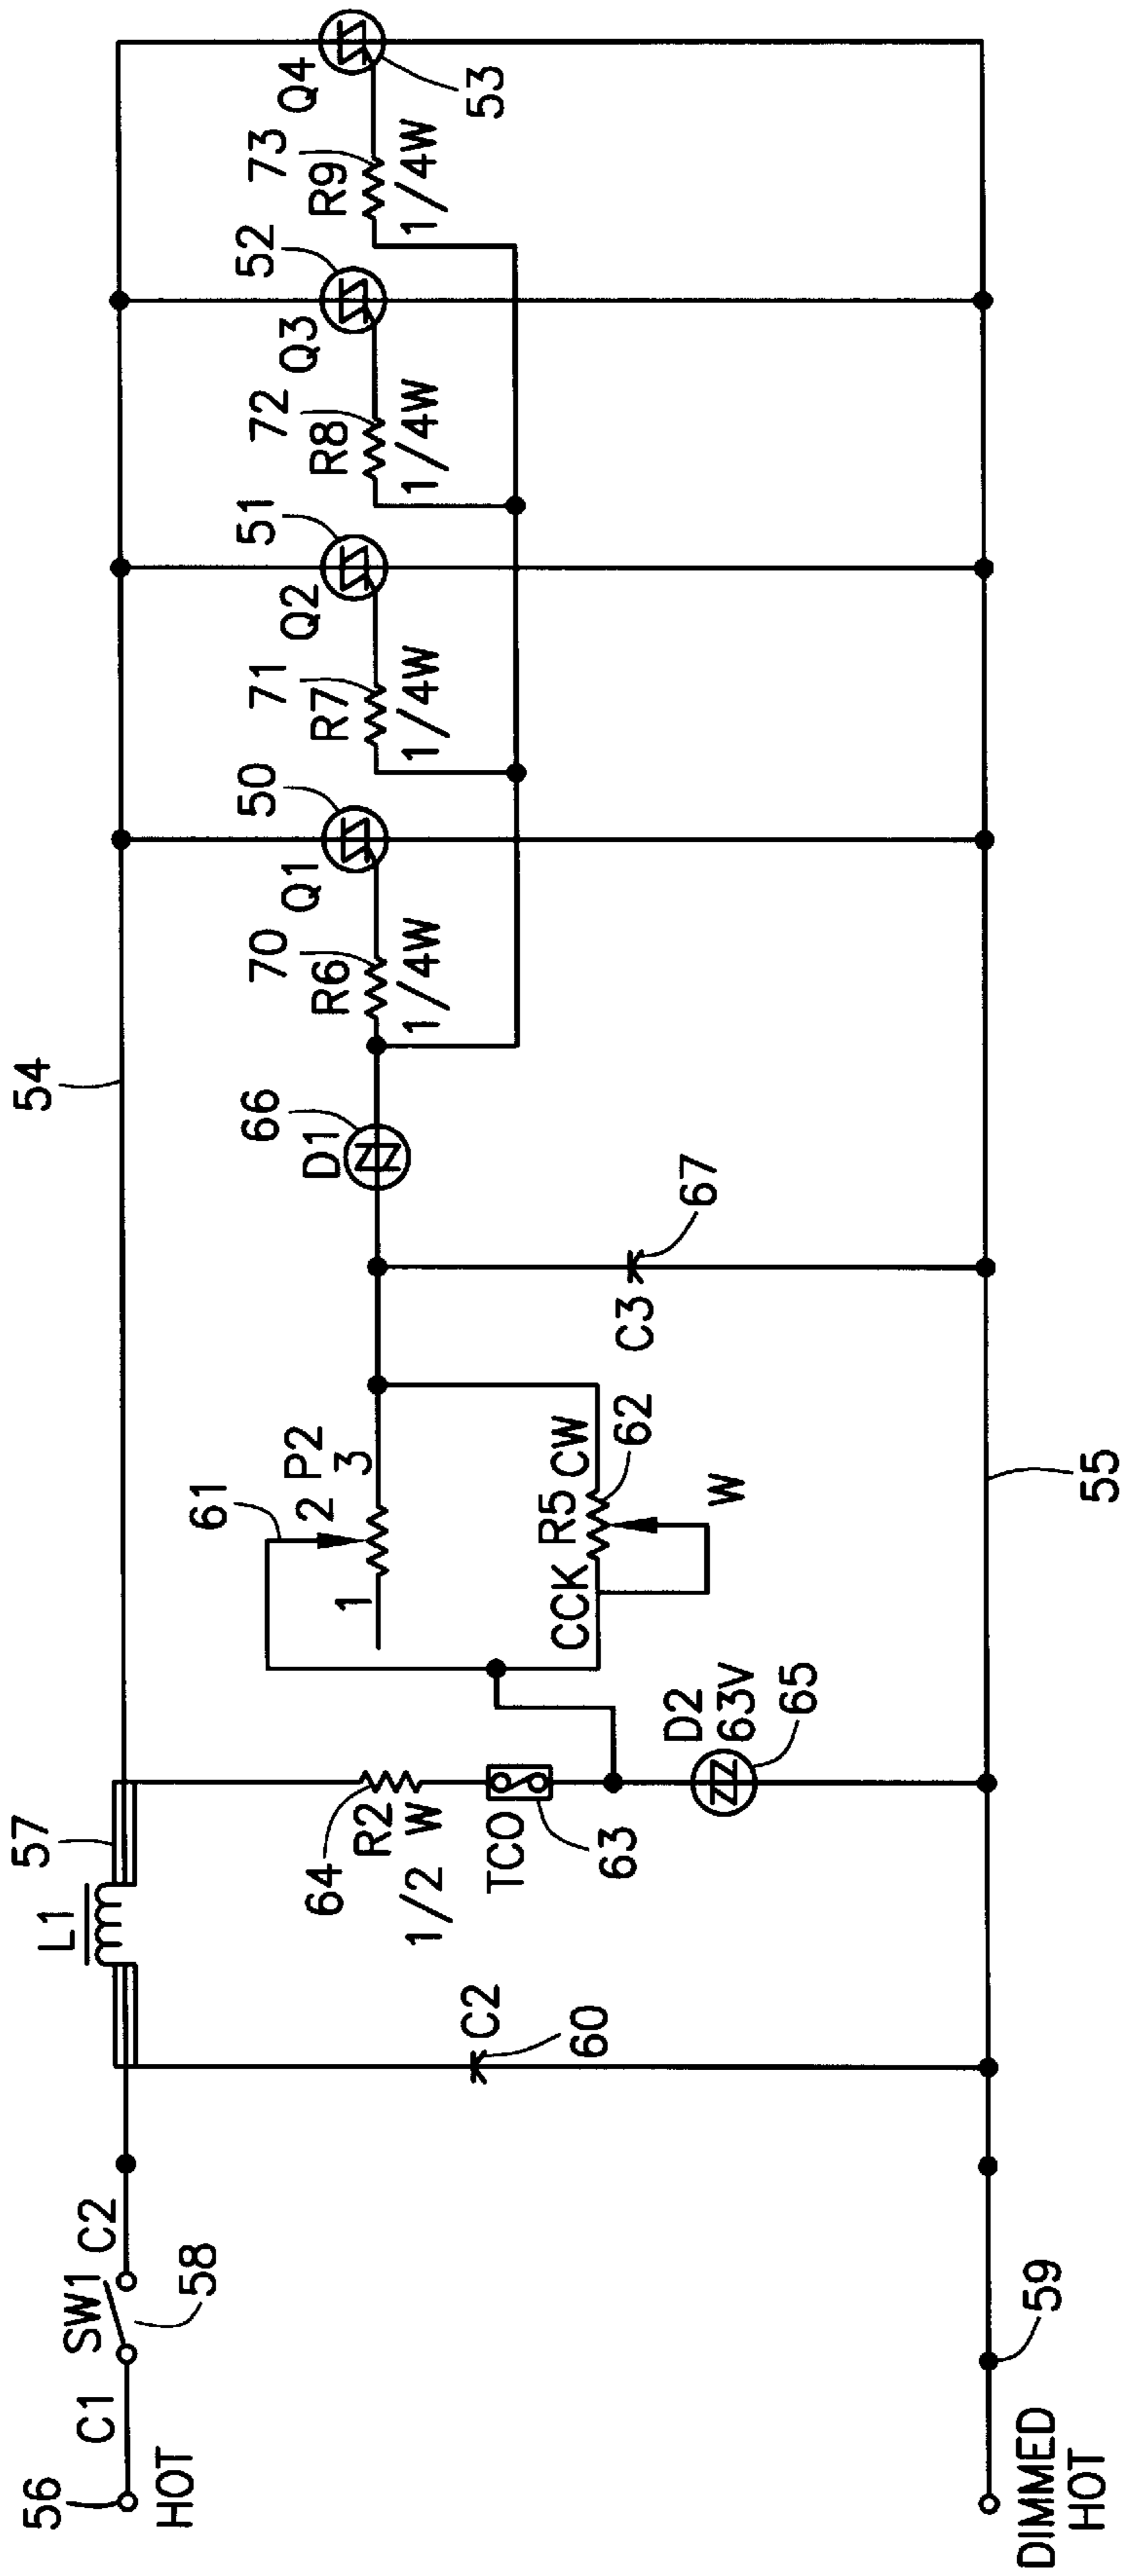 56
HOT
C1
SW1
C2
58
L1
57
54
C2
60
64
R2
1/2 W
TCO
63
D2
63V
65
61
1
2
P2
3
CCK
R5
CW
62
W
C3
67
D1
66
70
R6
1/4W
Q1
50
71
R7
1/4W
Q2
51
72
R8
1/4W
Q3
52
73
R9
1/4W
Q4
53
55
59
DIMMED
HOT